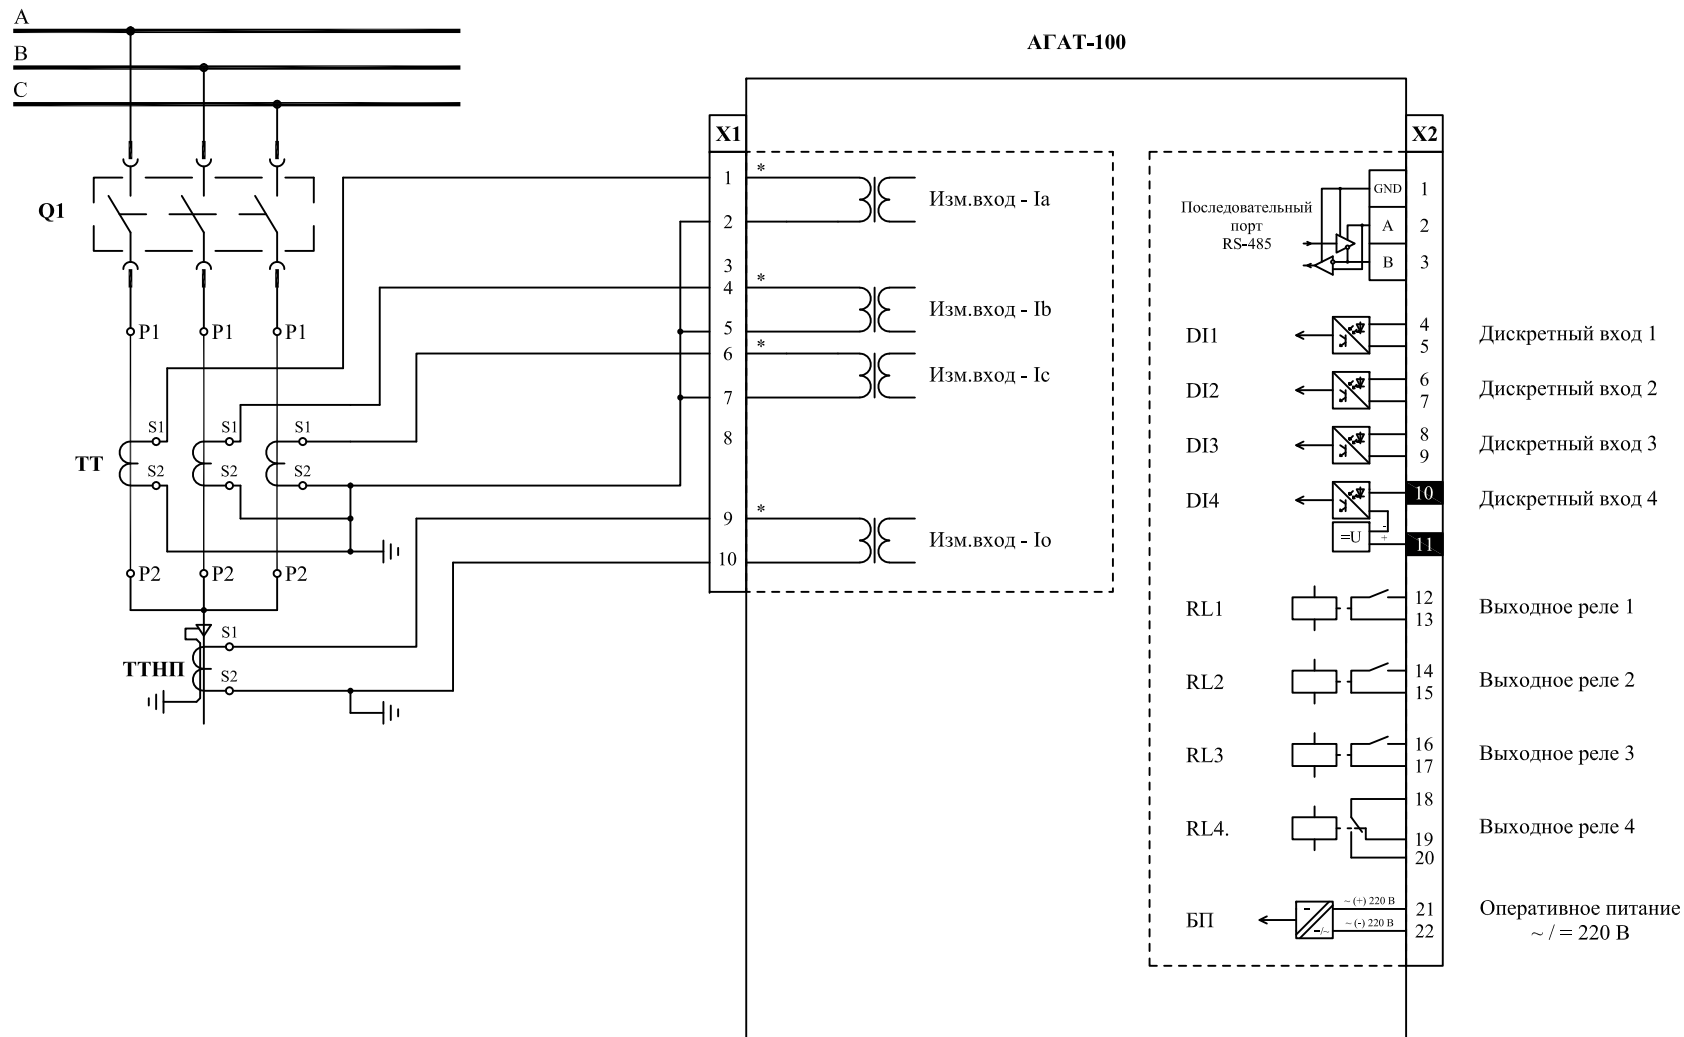 A
B
C
АГАТ-100
X1
X2
Q1
P1
P1
P1
S1
S1
S1
ТТ
S2
S2
S2
P2
P2
P2
S1
ТТНП
S2
1
*
Изм.вход - Ia
2
3
4
*
Изм.вход - Ib
5
6
*
Изм.вход - Ic
7
8
9
*
Изм.вход - Io
10
Последовательный
порт
RS-485
GND
1
A
2
B
3
DI1
4
5
Дискретный вход 1
DI2
6
7
Дискретный вход 2
DI3
8
9
Дискретный вход 3
DI4
10
Дискретный вход 4
=U
-
+
11
RL1
12
13
Выходное реле 1
RL2
14
15
Выходное реле 2
RL3
16
17
Выходное реле 3
18
RL4.
19
Выходное реле 4
20
БП
-
-/~
~ (+) 220 В
~ (-) 220 В
21
22
Оперативное питание
~ / = 220 В